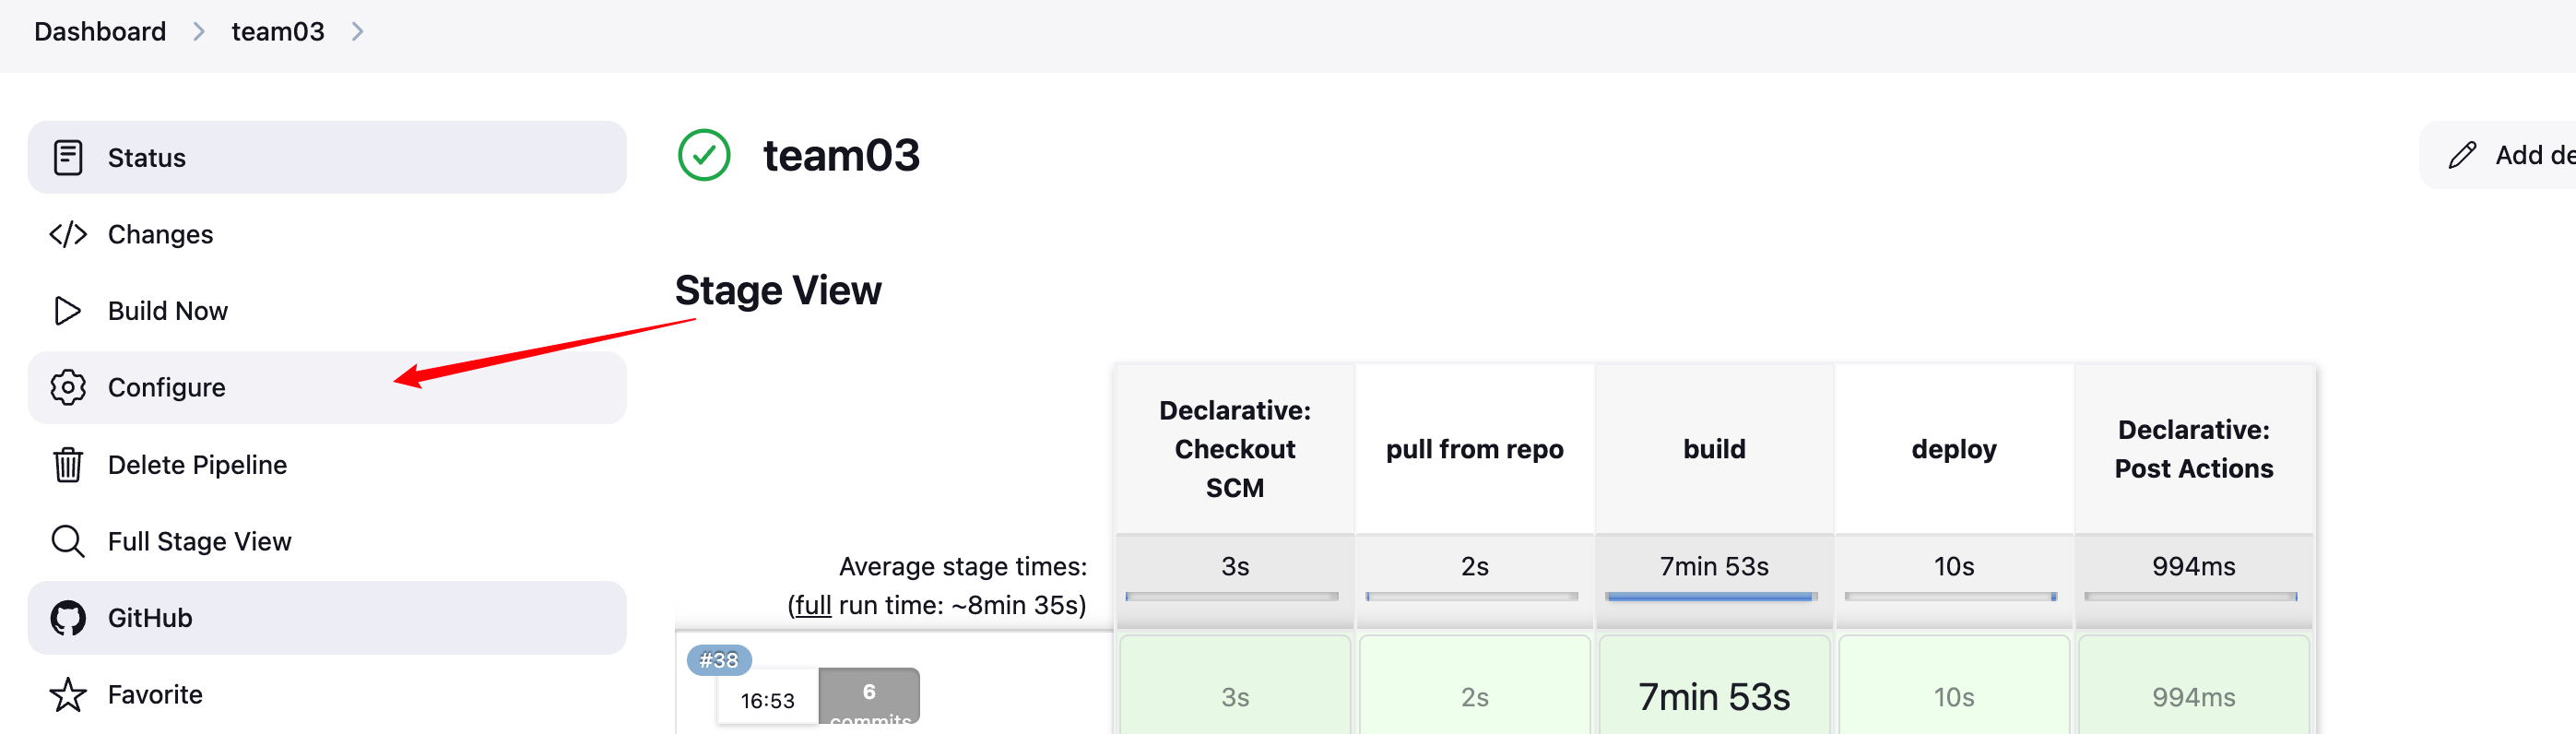 Dashboard
team03
Status
Changes
Build Now
Configure
Delete Pipeline
Full Stage View
GitHub
Favorite
team03
Add de
Stage View
Declarative:
Checkout
SCM
pull from repo
build
deploy
Declarative:
Post Actions
Average stage times:
(full run time: ~8min 35s)
3s
2s
7min 53s
10s
994ms
#38
16:53
6
commits
3s
2s
7min 53s
10s
994ms